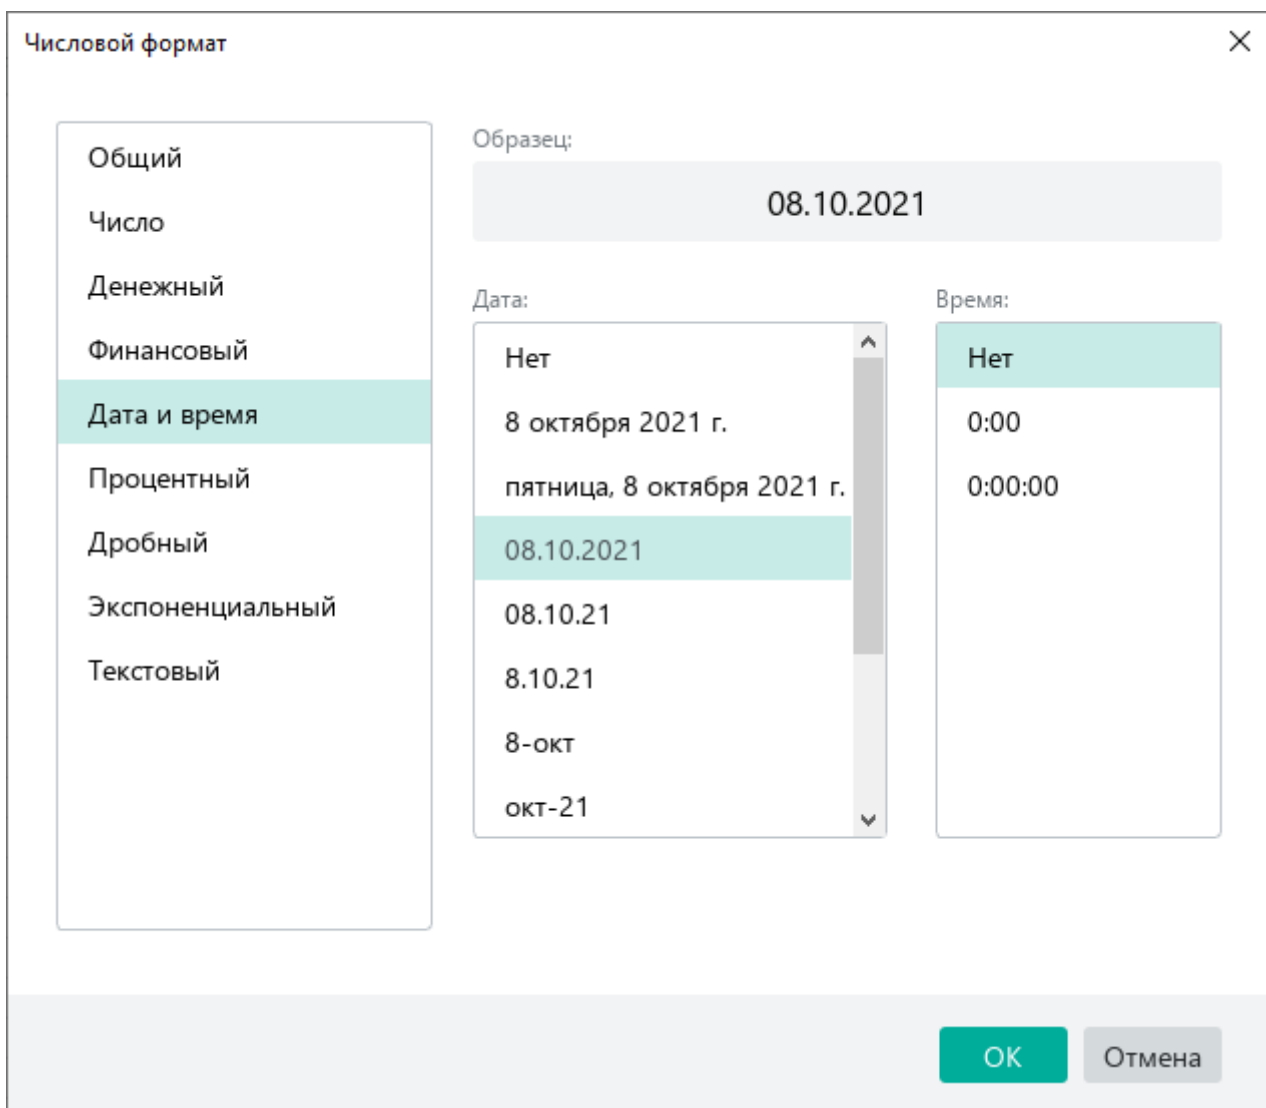 Числовой формат
Общий
Число
Денежный
Финансовый
Дата и время
Процентный
Дробный
Экспоненциальный
Текстовый
Образец:
08.10.2021
Дата:
Нет
8 октября 2021 г.
пятница, 8 октября 2021 г.
08.10.2021
08.10.21
8.10.21
8-окт
окт-21
Время:
Нет
0:00
0:00:00
ОК
Отмена